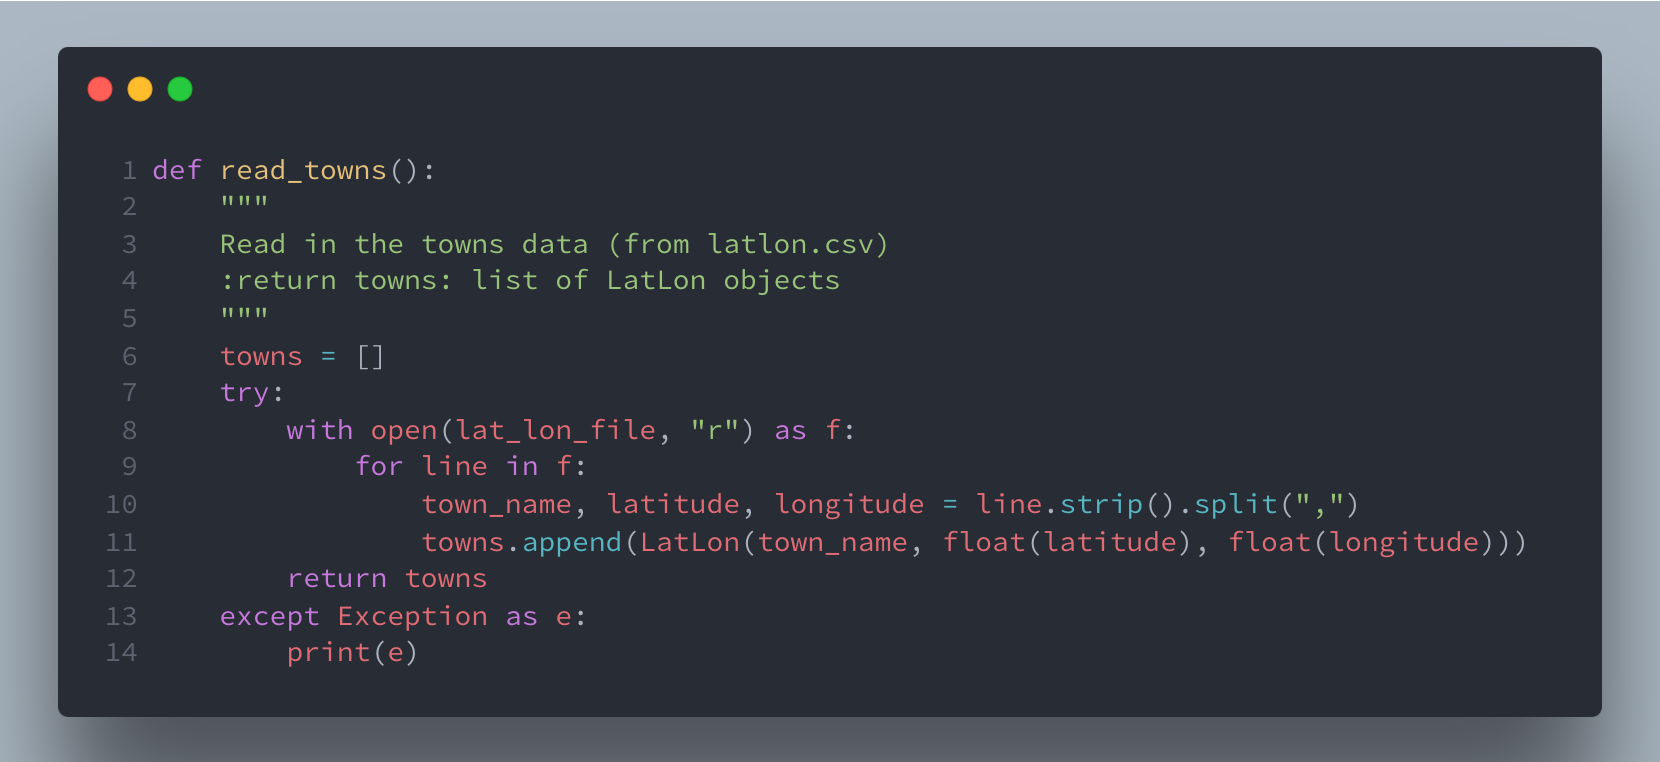 1 def read_towns():
2     """
3     Read in the towns data (from latlon.csv)
4     :return towns: list of LatLon objects
5     """
6     towns = []
7     try:
8         with open(lat_lon_file, "r") as f:
9             for line in f:
10                 town_name, latitude, longitude = line.strip().split(",")
11                 towns.append(LatLon(town_name, float(latitude), float(longitude)))
12         return towns
13     except Exception as e:
14         print(e)